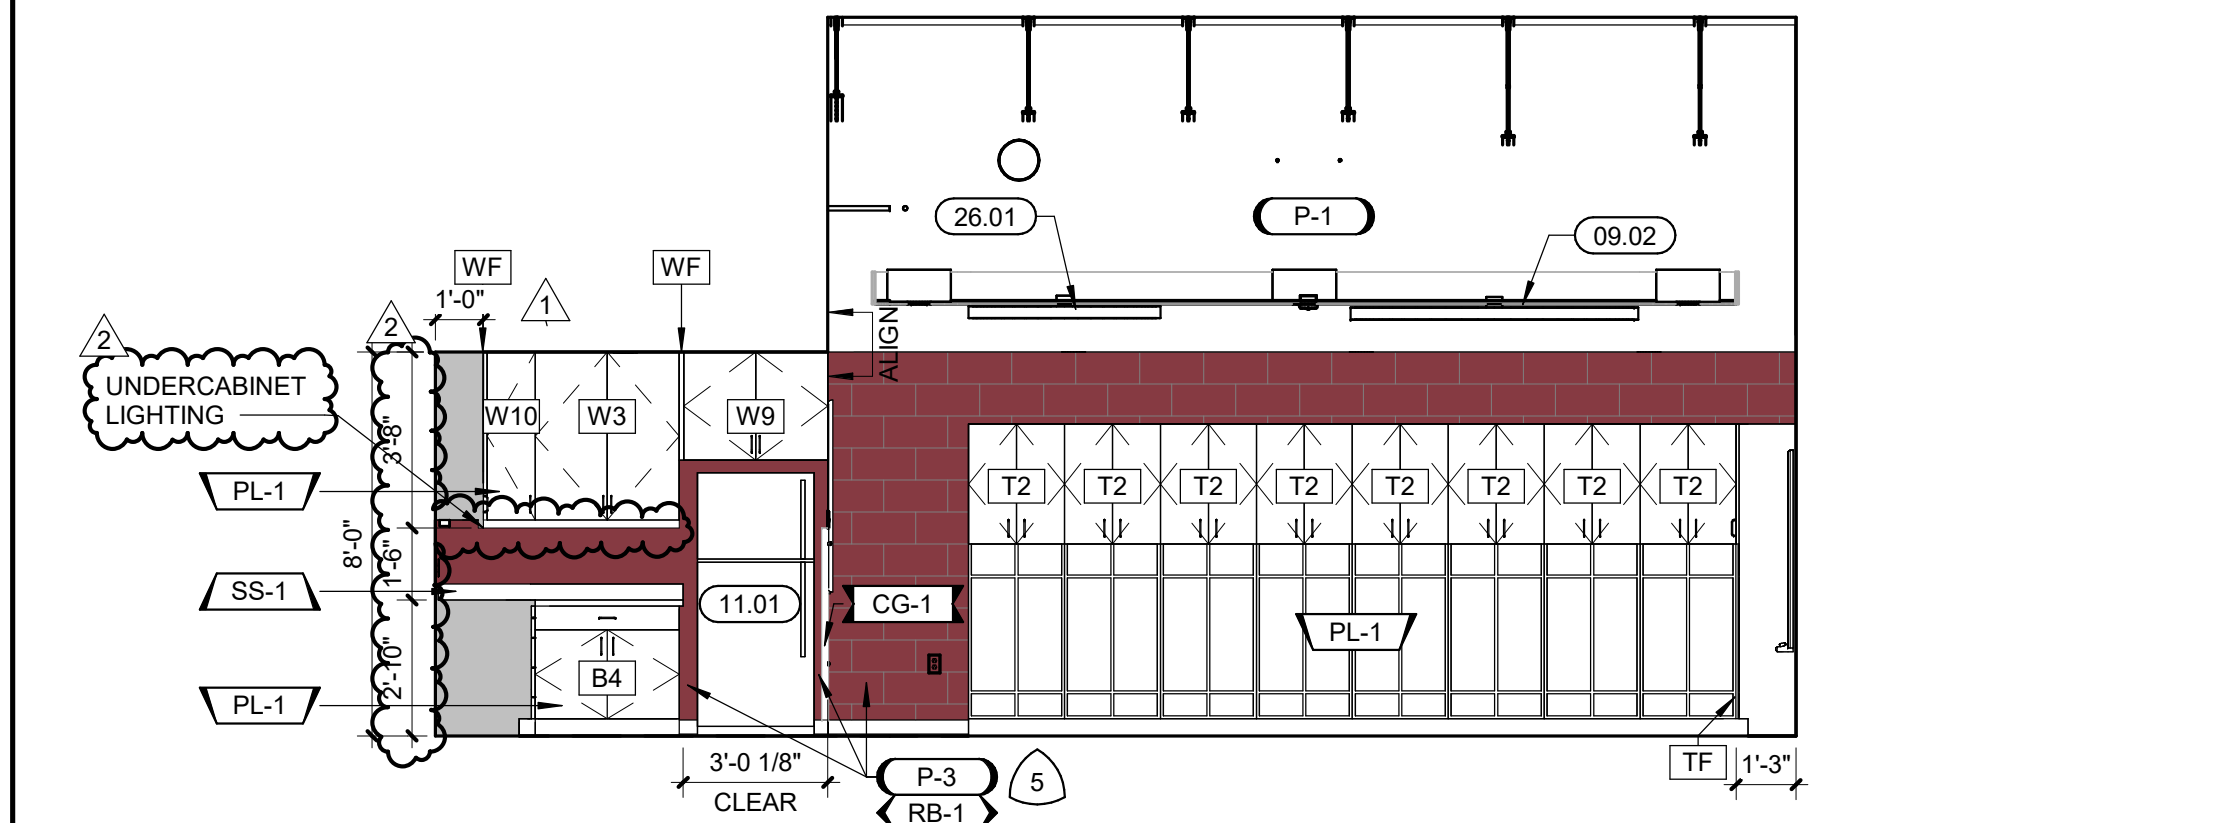 26.01
P-1
09.02
WF
WF
1'-0"
1
2
2
ALIGN
UNDERCABINET
LIGHTING
W10
W3
W9
3'-8"
PL-1
T2
T2
T2
T2
T2
T2
T2
T2
8'-0"
1'-6"
SS-1
11.01
CG-1
PL-1
2'-10"
B4
PL-1
3'-0 1/8"
CLEAR
P-3
5
RB-1
TF
1'-3"